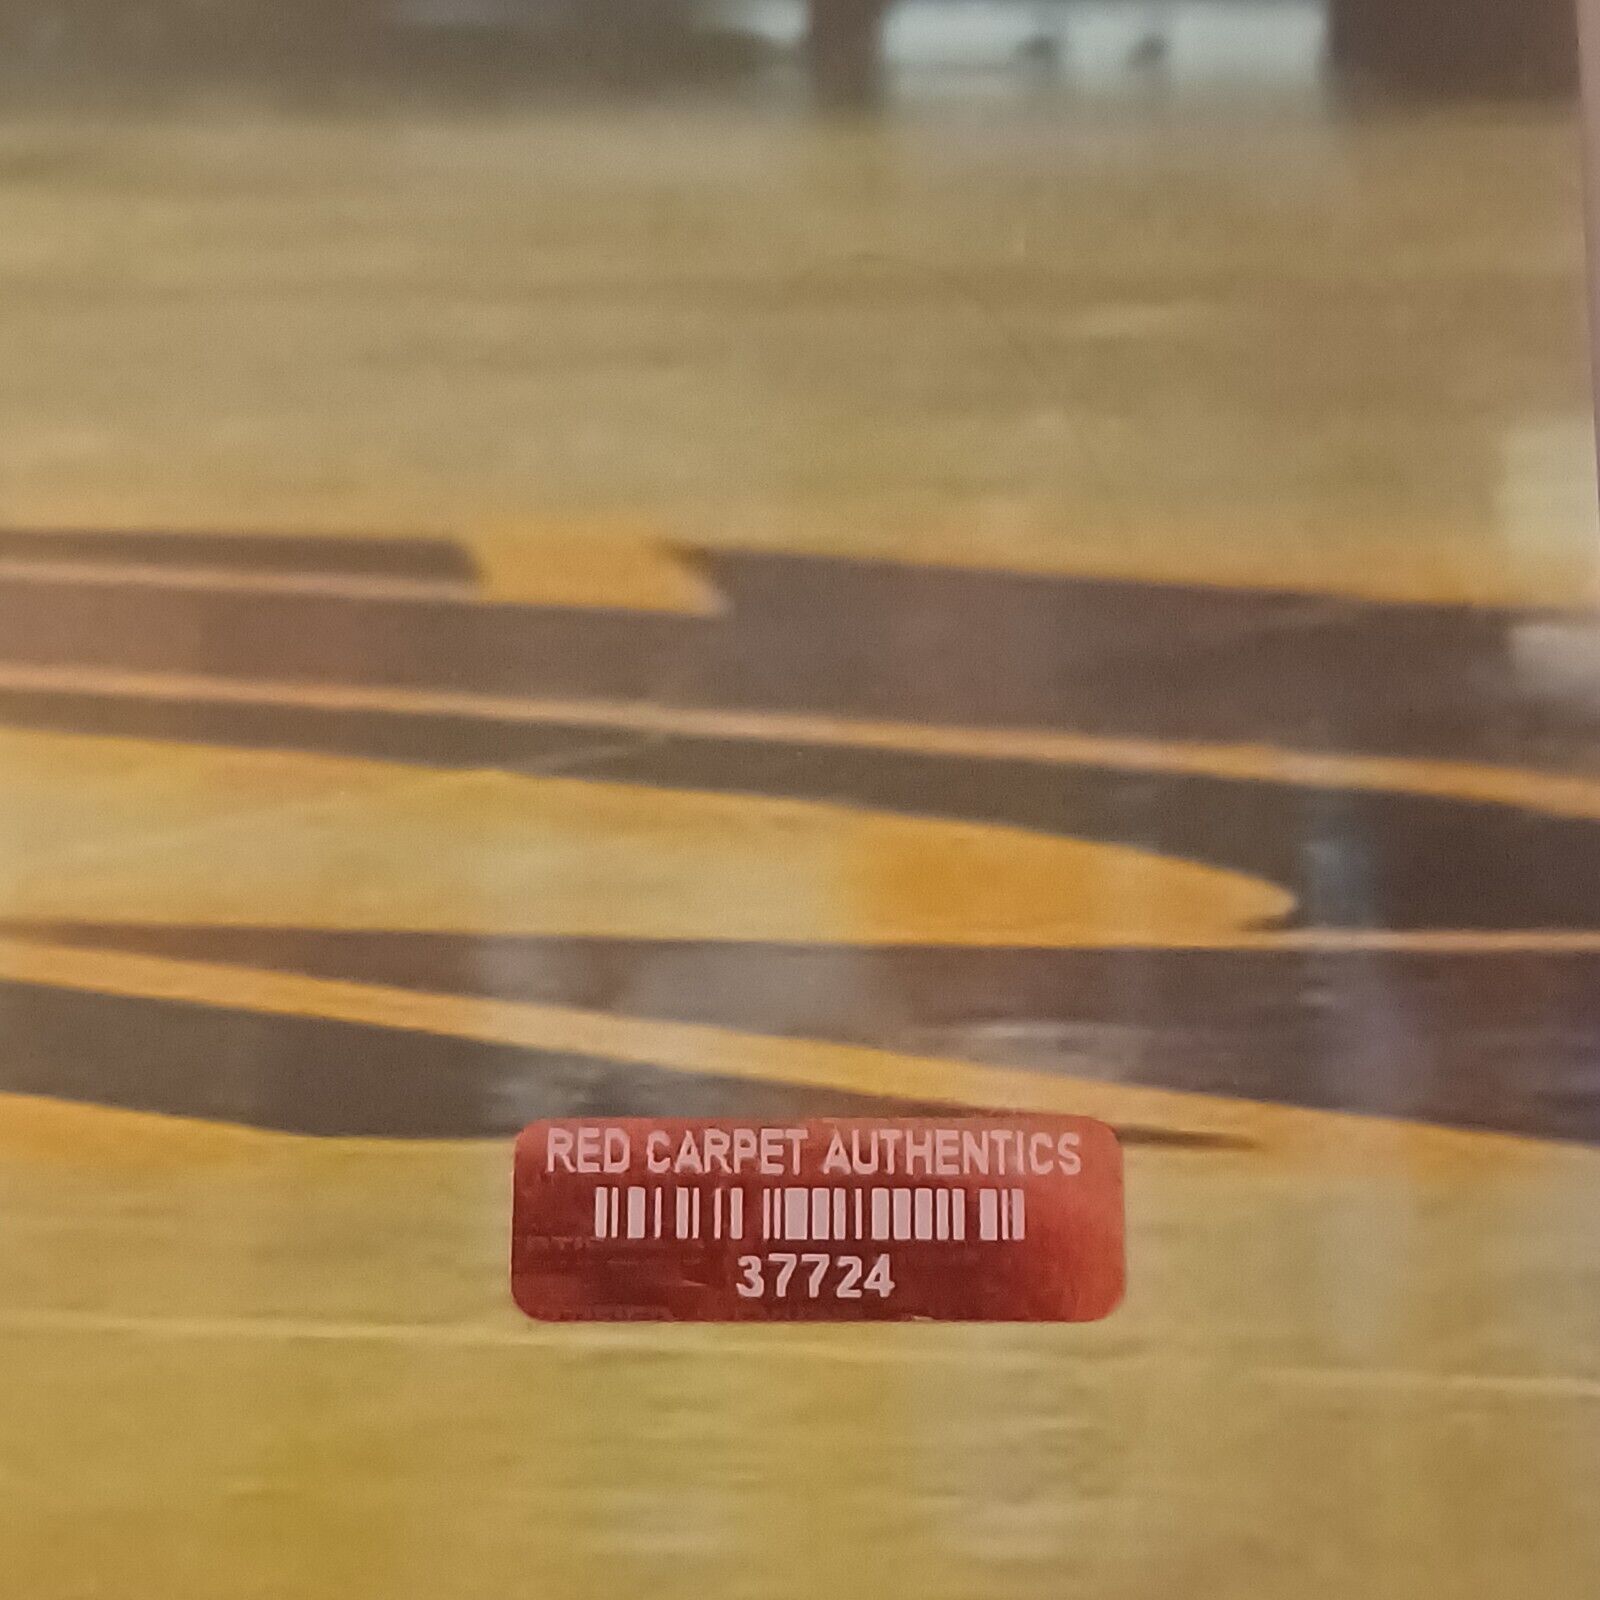 RED CARPET AUTHENTICS
37724